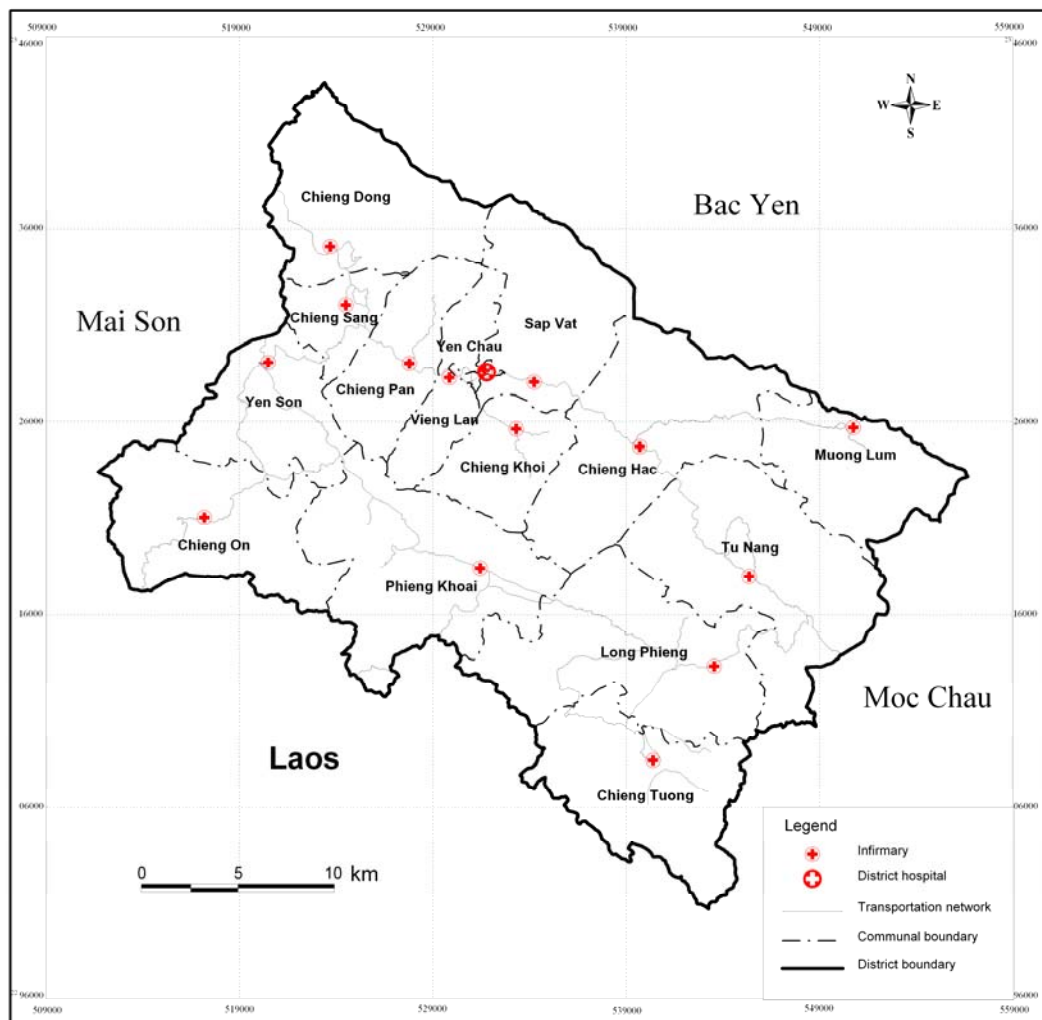 509000 519000 529000 539000 549000 559000
46000 46000
N
W E
S
Chieng Dong
Bac Yen
36000 36000
Mai Son
Chieng Sang
Sap Vat
Yen Chau
Chieng Pan
Yen Son
Vieng Lan
26000 26000
Muong Lum
Chieng Khoi
Chieng Hac
Chieng On
Tu Nang
Phieng Khoai
16000 16000
Long Phieng
Moc Chau
Laos
Chieng Tuong
06000 06000
Legend
Infirmary
District hospital
Transportation network
Communal boundary
District boundary
0 5 10 km
96000 96000
509000 519000 529000 539000 549000 559000